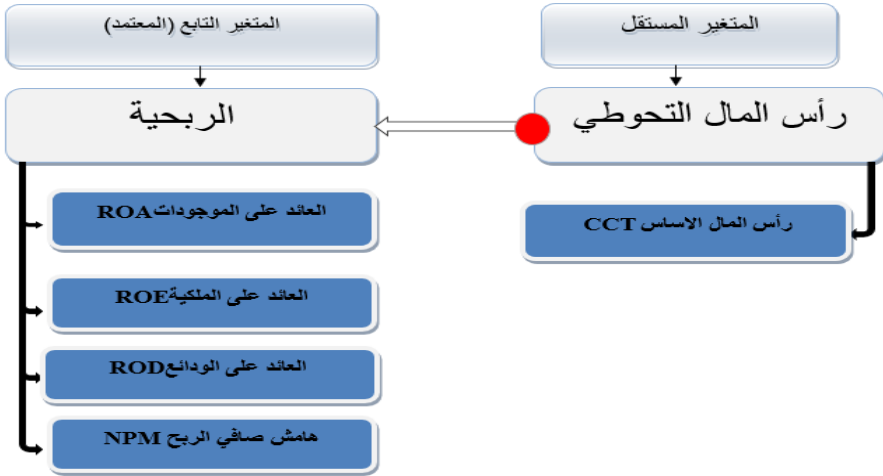 المتغير المستقل
المتغير التابع (المعتمد)
رأس المال التحوطي
الربحية
رأس المال الاساس CCT
العائد على الموجوداتROA
العائد على الملكيةROE
العائد على الودائعROD
هامش صافي الربح NPM